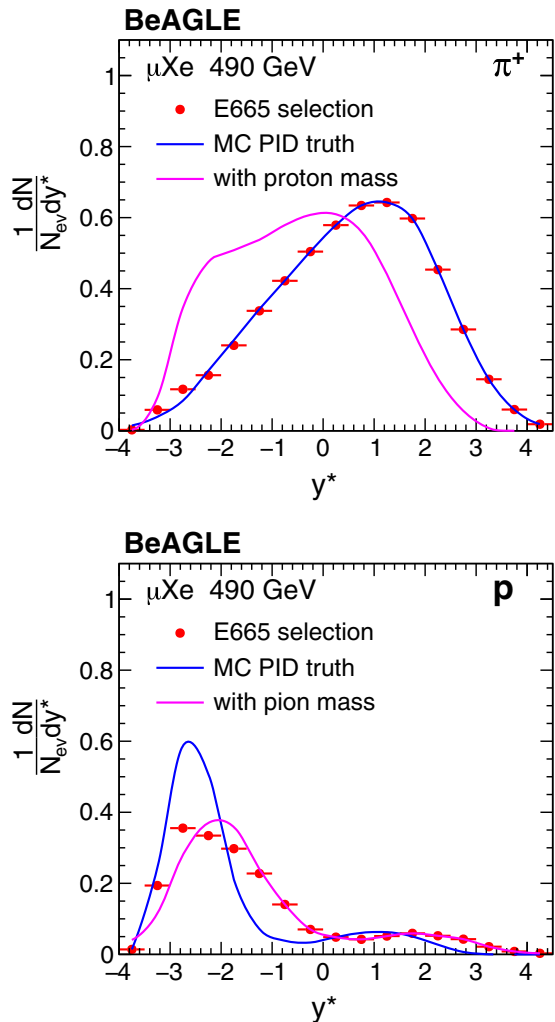 BeAGLE
μXe 490 GeV
π+
E665 selection
MC PID truth
with proton mass
1 dN
N_ev dy*
1
0.8
0.6
0.4
0.2
0
−4 −3 −2 −1 0 1 2 3 4
y*
BeAGLE
μXe 490 GeV
p
E665 selection
MC PID truth
with pion mass
1 dN
N_ev dy*
1
0.8
0.6
0.4
0.2
0
−4 −3 −2 −1 0 1 2 3 4
y*